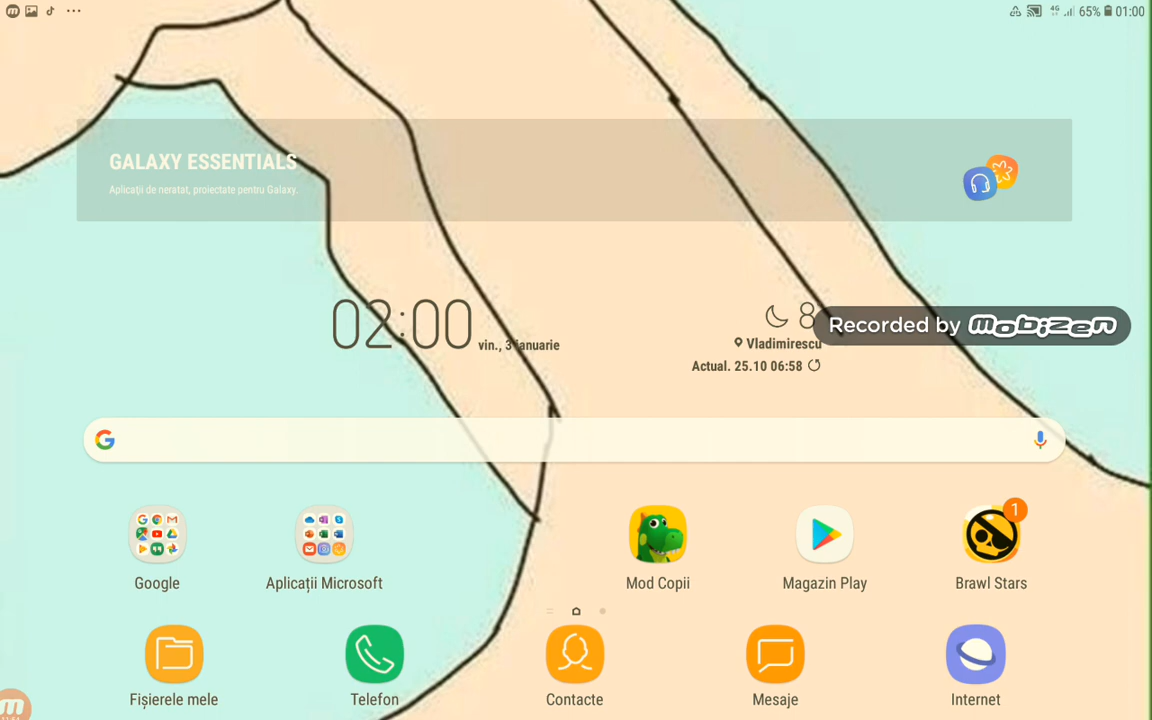 4G 65% 01:00
GALAXY ESSENTIALS
Aplicații de neratat, proiectate pentru Galaxy.
02:00 vin., 3 ianuarie
8
Vladimirescu
Actual. 25.10 06:58
Recorded by mobizen
1
Google
Aplicații Microsoft
Mod Copii
Magazin Play
Brawl Stars
Fișierele mele
Telefon
Contacte
Mesaje
Internet